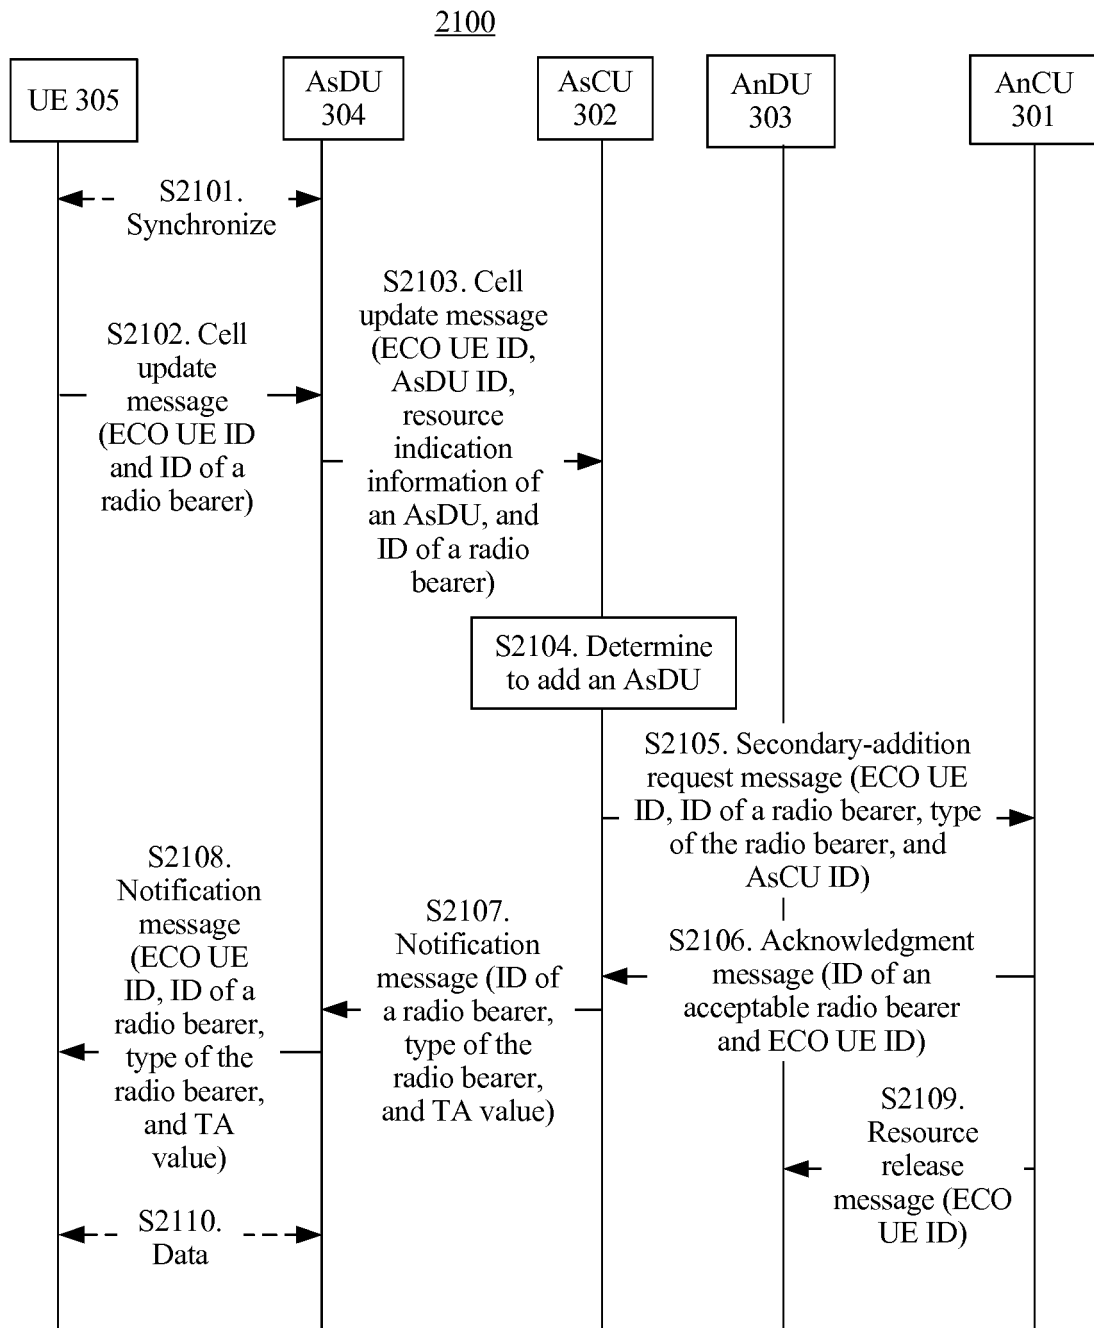 2100
UE 305
AsDU
304
AsCU
302
AnDU
303
AnCU
301
S2101.
Synchronize
S2102. Cell
update
message
(ECO UE ID
and ID of a
radio bearer)
S2103. Cell
update message
(ECO UE ID,
AsDU ID,
resource
indication
information of
an AsDU, and
ID of a radio
bearer)
S2104. Determine
to add an AsDU
S2105. Secondary-addition
request message (ECO UE
ID, ID of a radio bearer, type
of the radio bearer, and
AsCU ID)
S2106. Acknowledgment
message (ID of an
acceptable radio bearer
and ECO UE ID)
S2107.
Notification
message (ID of
a radio bearer,
type of the
radio bearer,
and TA value)
S2108.
Notification
message
(ECO UE
ID, ID of a
radio bearer,
type of the
radio bearer,
and TA
value)
S2109.
Resource
release
message (ECO
UE ID)
S2110.
Data